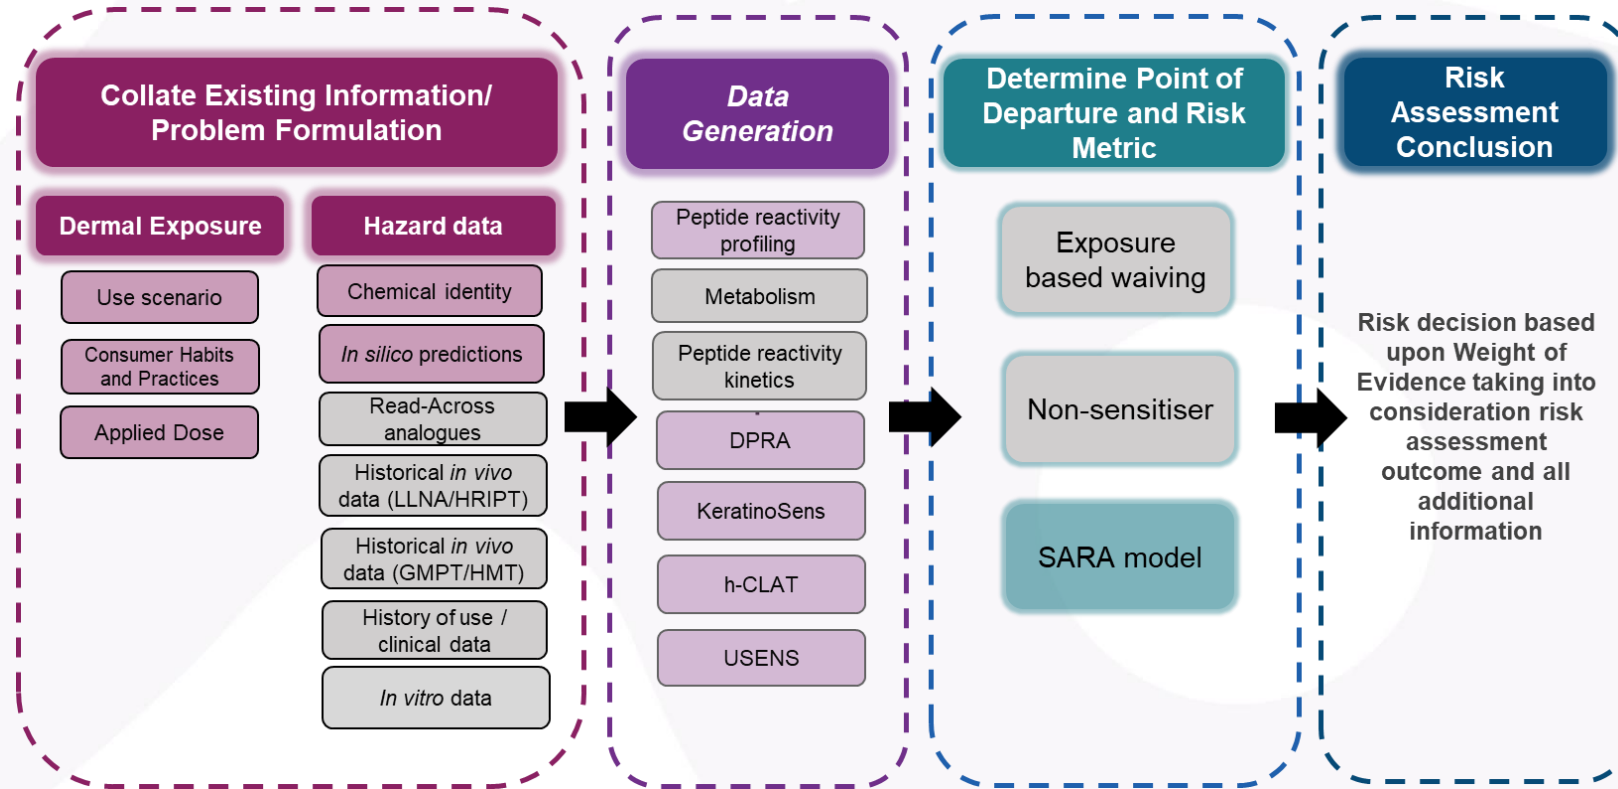 Collate Existing Information/
Problem Formulation
Dermal Exposure
Use scenario
Consumer Habits
and Practices
Applied Dose
Hazard data
Chemical identity
In silico predictions
Read-Across
analogues
Historical in vivo
data (LLNA/HRIPT)
Historical in vivo
data (GMPT/HMT)
History of use /
clinical data
In vitro data
Data
Generation
Peptide reactivity
profiling
Metabolism
Peptide reactivity
kinetics
DPRA
KeratinoSens
h-CLAT
USENS
Determine Point of
Departure and Risk
Metric
Exposure
based waiving
Non-sensitiser
SARA model
Risk
Assessment
Conclusion
Risk decision based
upon Weight of
Evidence taking into
consideration risk
assessment
outcome and all
additional
information